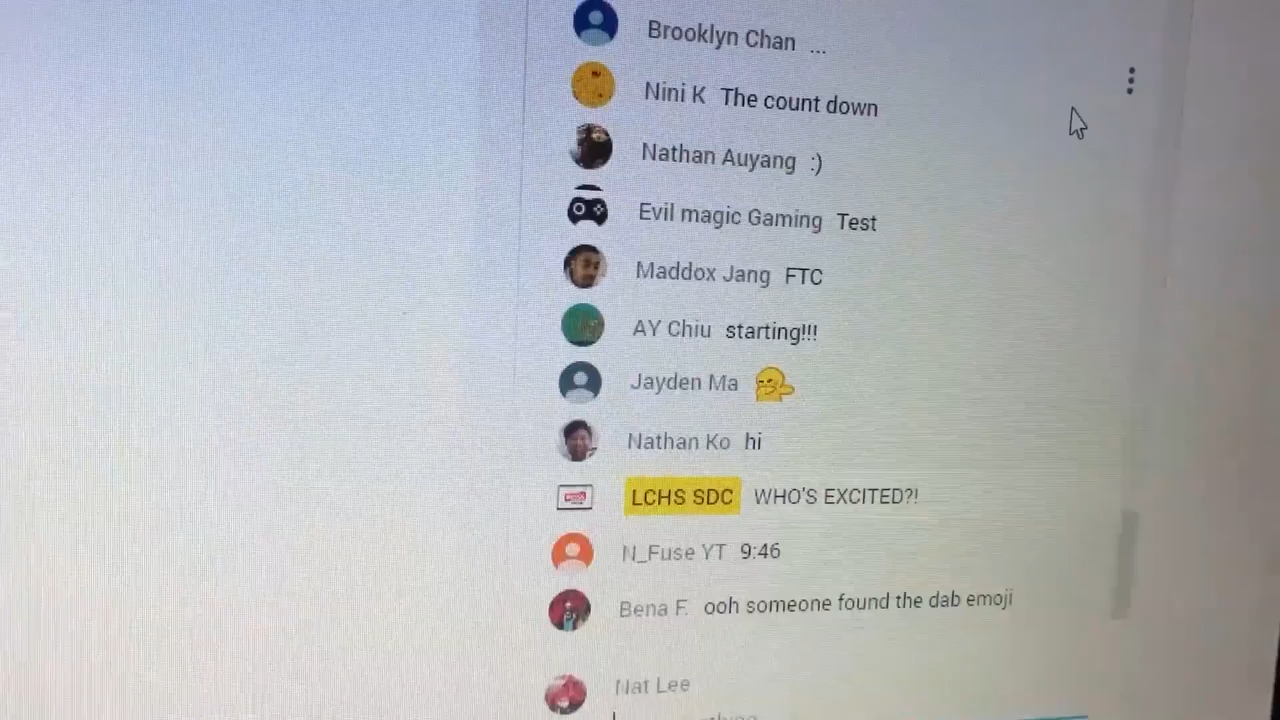 Brooklyn Chan ...
Nini K The count down
Nathan Auyang :)
Evil magic Gaming Test
Maddox Jang FTC
AY Chiu starting!!!
Jayden Ma
Nathan Ko hi
LCHS SDC WHO'S EXCITED?!
N_Fuse YT 9:46
Bena F. ooh someone found the dab emoji
Nat Lee